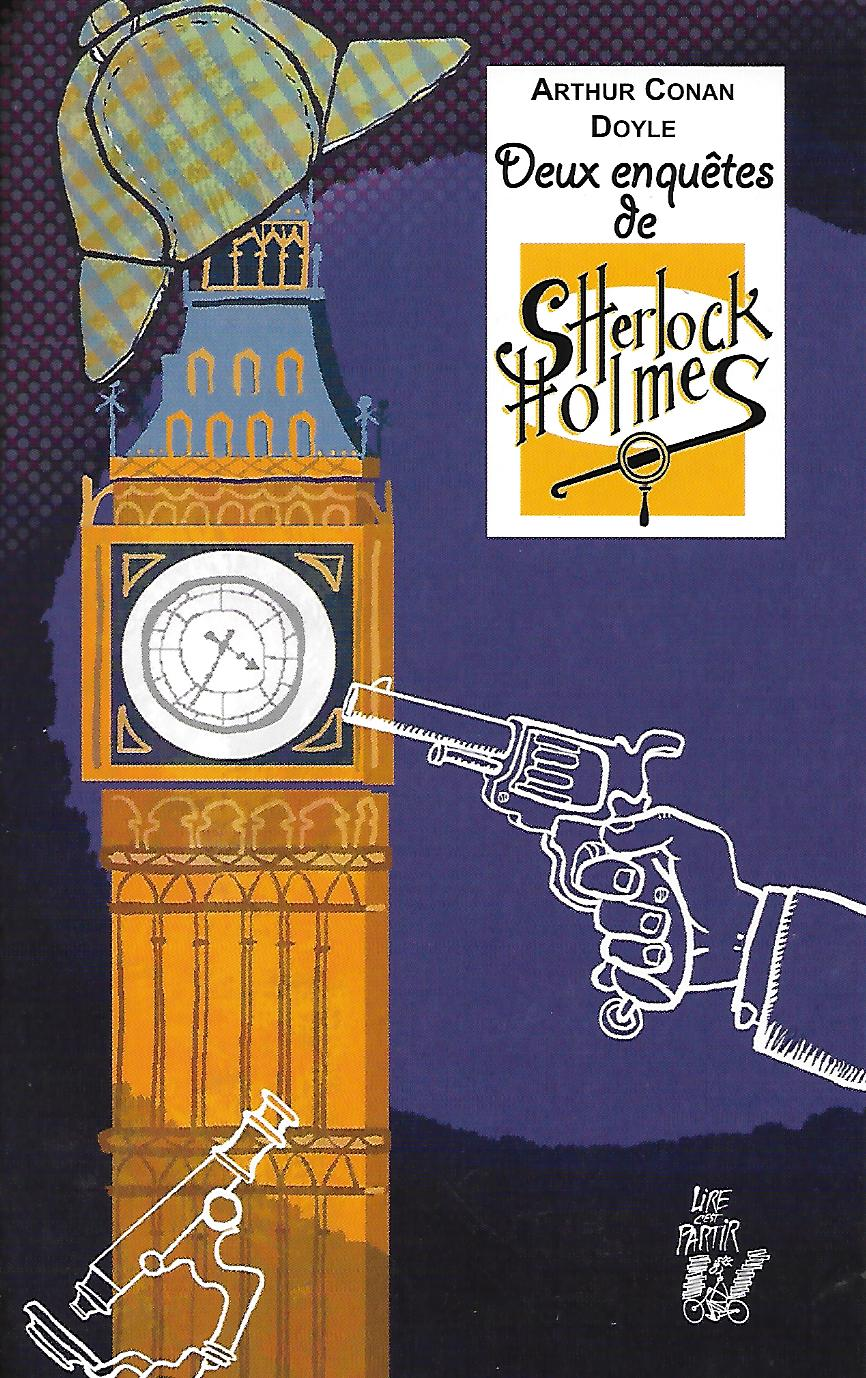 ARTHUR CONAN
DOYLE
Deux enquêtes
de
SHerlock
HolmeS
LiRE
C'EST
PARTIR